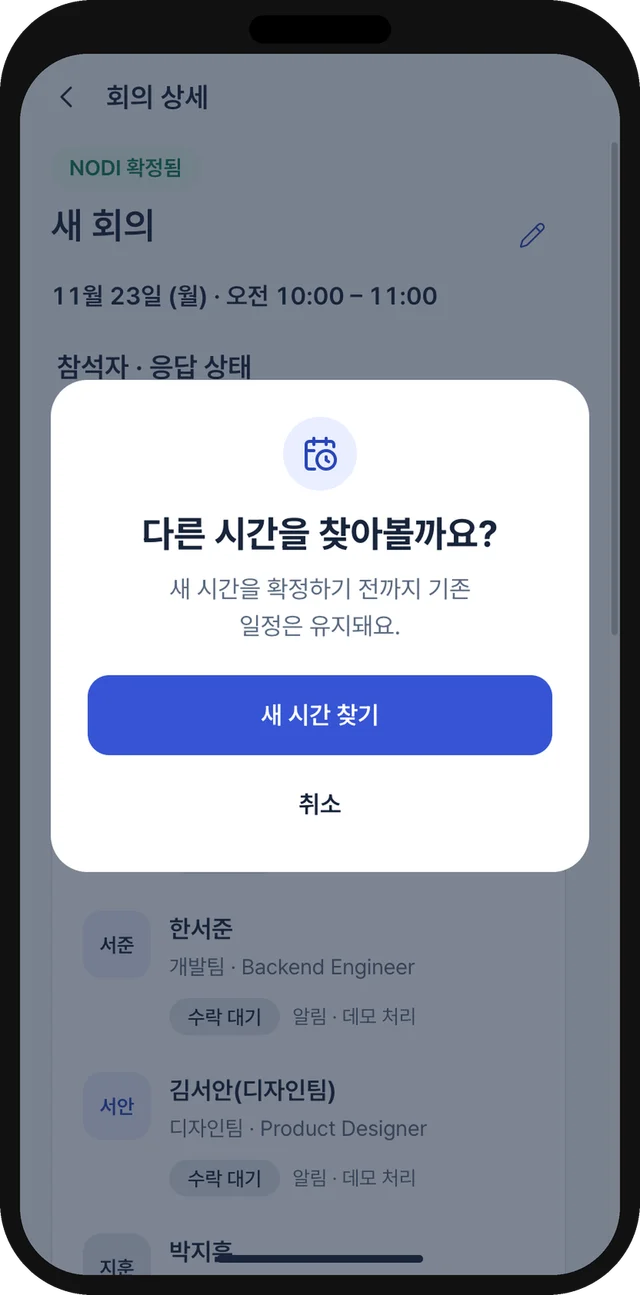 회의 상세
NODI 확정됨
새 회의
11월 23일 (월) · 오전 10:00 – 11:00
참석자 · 응답 상태
다른 시간을 찾아볼까요?
새 시간을 확정하기 전까지 기존
일정은 유지돼요.
새 시간 찾기
취소
서준
한서준
개발팀 · Backend Engineer
수락 대기 알림 · 데모 처리
서안
김서안(디자인팀)
디자인팀 · Product Designer
수락 대기 알림 · 데모 처리
지훈
박지훈